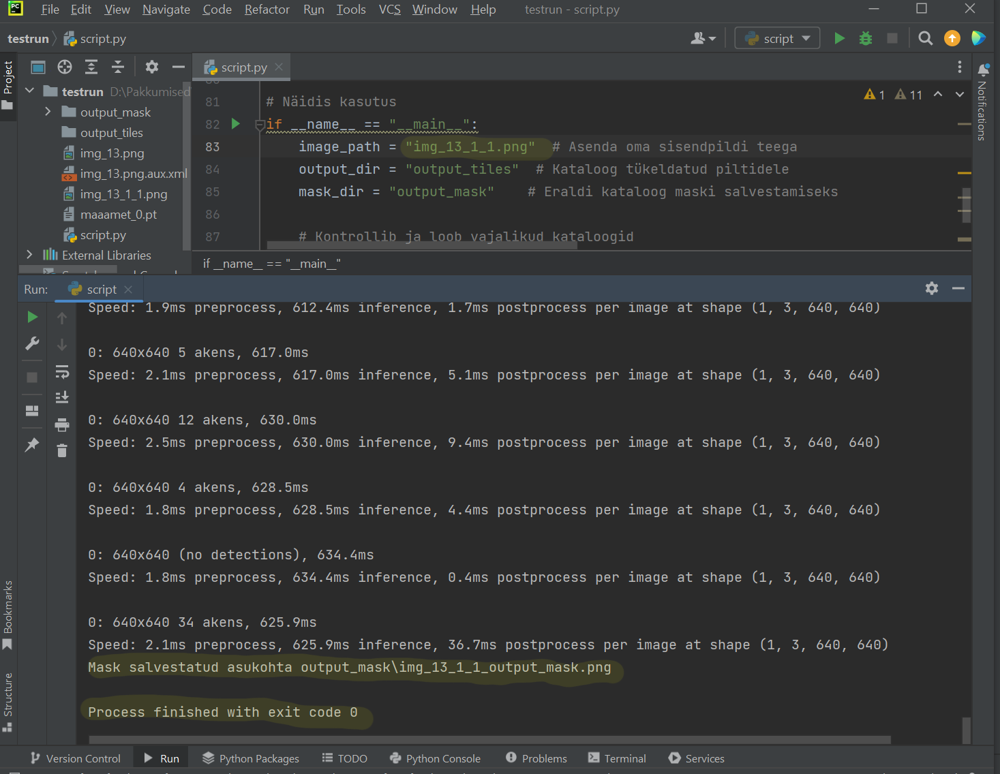 PC File Edit View Navigate Code Refactor Run Tools VCS Window Help testrun - script.py
testrun script.py script
Project
script.py
testrun D:\Pakkumised
output_mask
output_tiles
img_13.png
img_13.png.aux.xml
img_13_1_1.png
maaamet_0.pt
script.py
External Libraries
1 11
81 # Näidis kasutus
82 if __name__ == "__main__":
83 image_path = "img_13_1_1.png" # Asenda oma sisendpildi teega
84 output_dir = "output_tiles" # Kataloog tükeldatud piltidele
85 mask_dir = "output_mask" # Eraldi kataloog maski salvestamiseks
86
87 # Kontrollib ja loob vajalikud kataloogid
if __name__ == "__main__"
Notifications
Run: script
Speed: 1.9ms preprocess, 612.4ms inference, 1.7ms postprocess per image at shape (1, 3, 640, 640)
0: 640x640 5 akens, 617.0ms
Speed: 2.1ms preprocess, 617.0ms inference, 5.1ms postprocess per image at shape (1, 3, 640, 640)
0: 640x640 12 akens, 630.0ms
Speed: 2.5ms preprocess, 630.0ms inference, 9.4ms postprocess per image at shape (1, 3, 640, 640)
0: 640x640 4 akens, 628.5ms
Speed: 1.8ms preprocess, 628.5ms inference, 4.4ms postprocess per image at shape (1, 3, 640, 640)
0: 640x640 (no detections), 634.4ms
Speed: 1.8ms preprocess, 634.4ms inference, 0.4ms postprocess per image at shape (1, 3, 640, 640)
0: 640x640 34 akens, 625.9ms
Speed: 2.1ms preprocess, 625.9ms inference, 36.7ms postprocess per image at shape (1, 3, 640, 640)
Mask salvestatud asukohta output_mask\img_13_1_1_output_mask.png
Process finished with exit code 0
Bookmarks
Structure
Version Control Run Python Packages TODO Python Console Problems Terminal Services